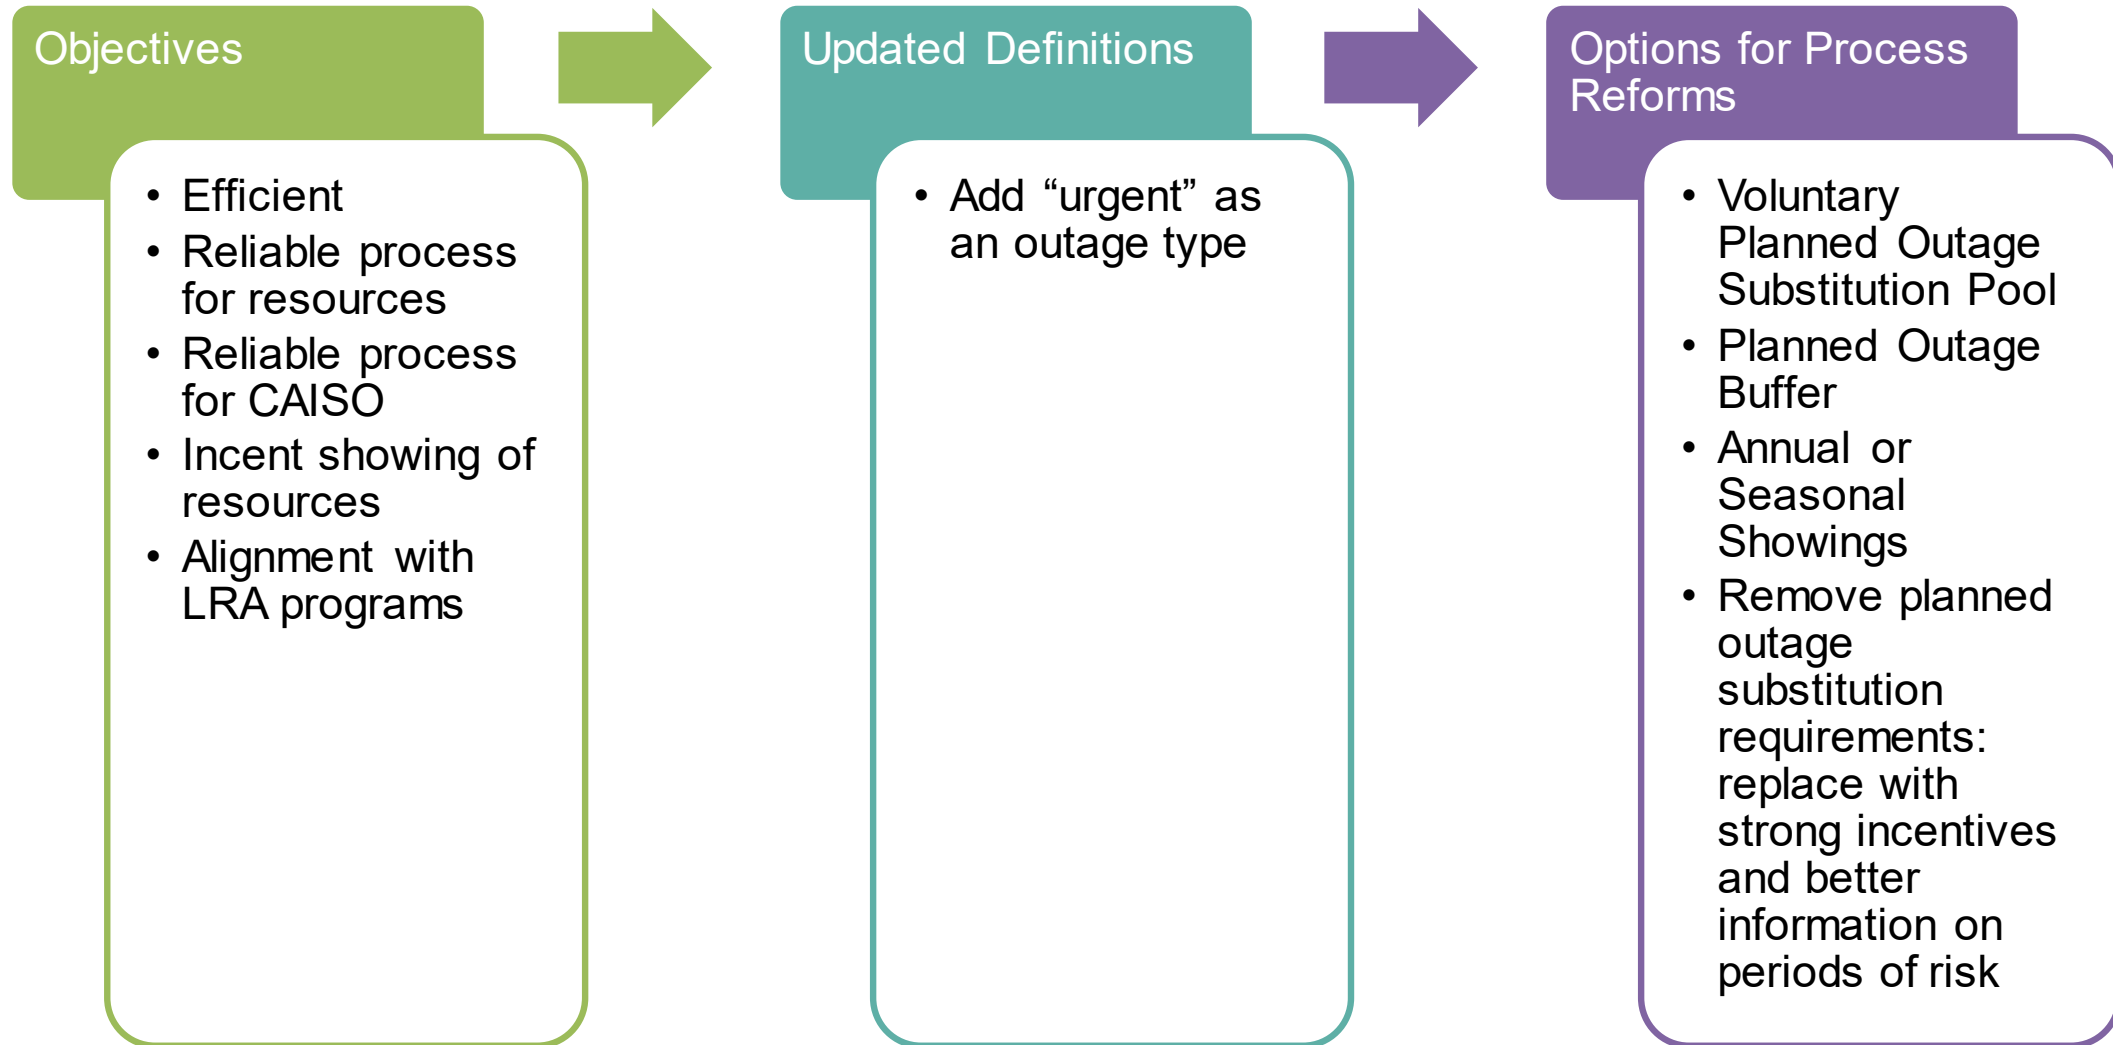 Objectives
• Efficient
• Reliable process
for resources
• Reliable process
for CAISO
• Incent showing of
resources
• Alignment with
LRA programs
Updated Definitions
• Add “urgent” as
an outage type
Options for Process
Reforms
• Voluntary
Planned Outage
Substitution Pool
• Planned Outage
Buffer
• Annual or
Seasonal
Showings
• Remove planned
outage
substitution
requirements:
replace with
strong incentives
and better
information on
periods of risk